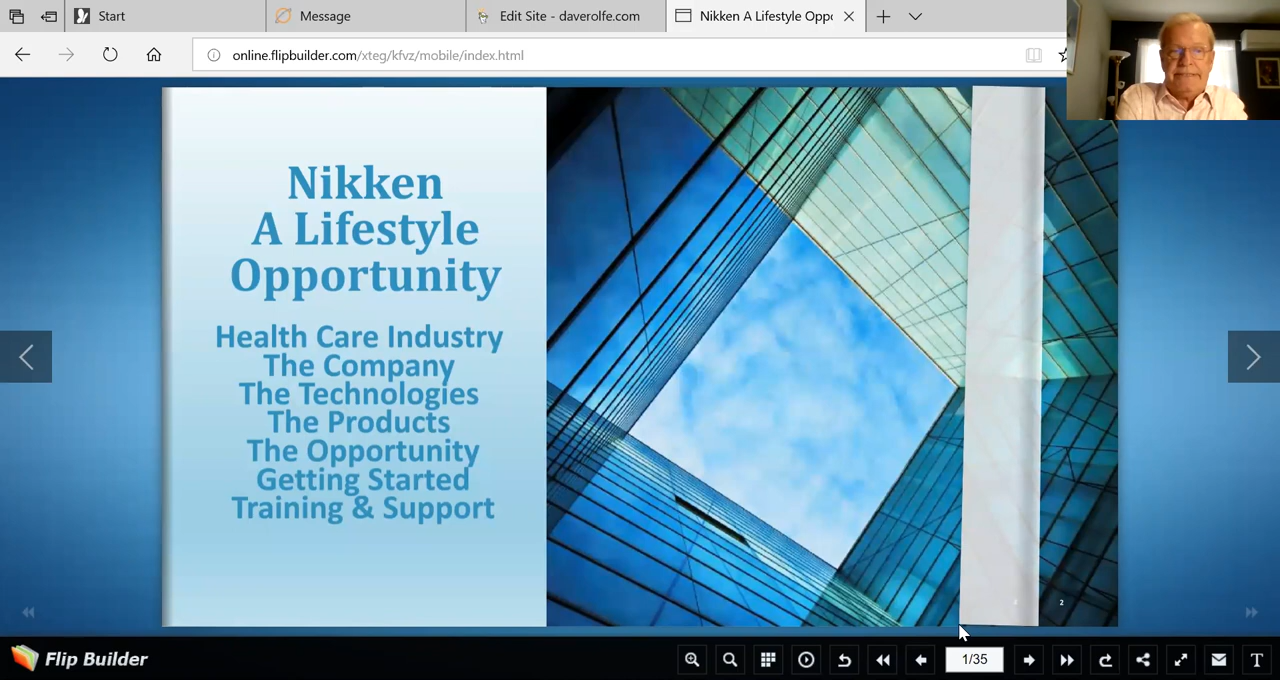 Start
Message
Edit Site - daverolfe.com
Nikken A Lifestyle Oppo
online.flipbuilder.com/xteg/kfvz/mobile/index.html
Nikken
A Lifestyle
Opportunity
Health Care Industry
The Company
The Technologies
The Products
The Opportunity
Getting Started
Training & Support
2
Flip Builder
1/35
T